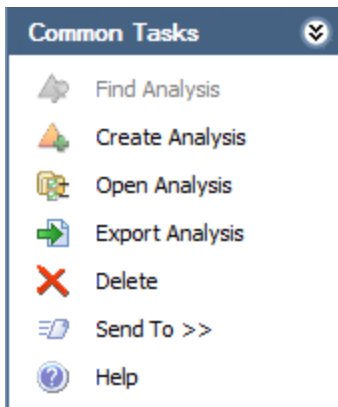 Common Tasks
Find Analysis
Create Analysis
Open Analysis
Export Analysis
Delete
Send To >>
Help